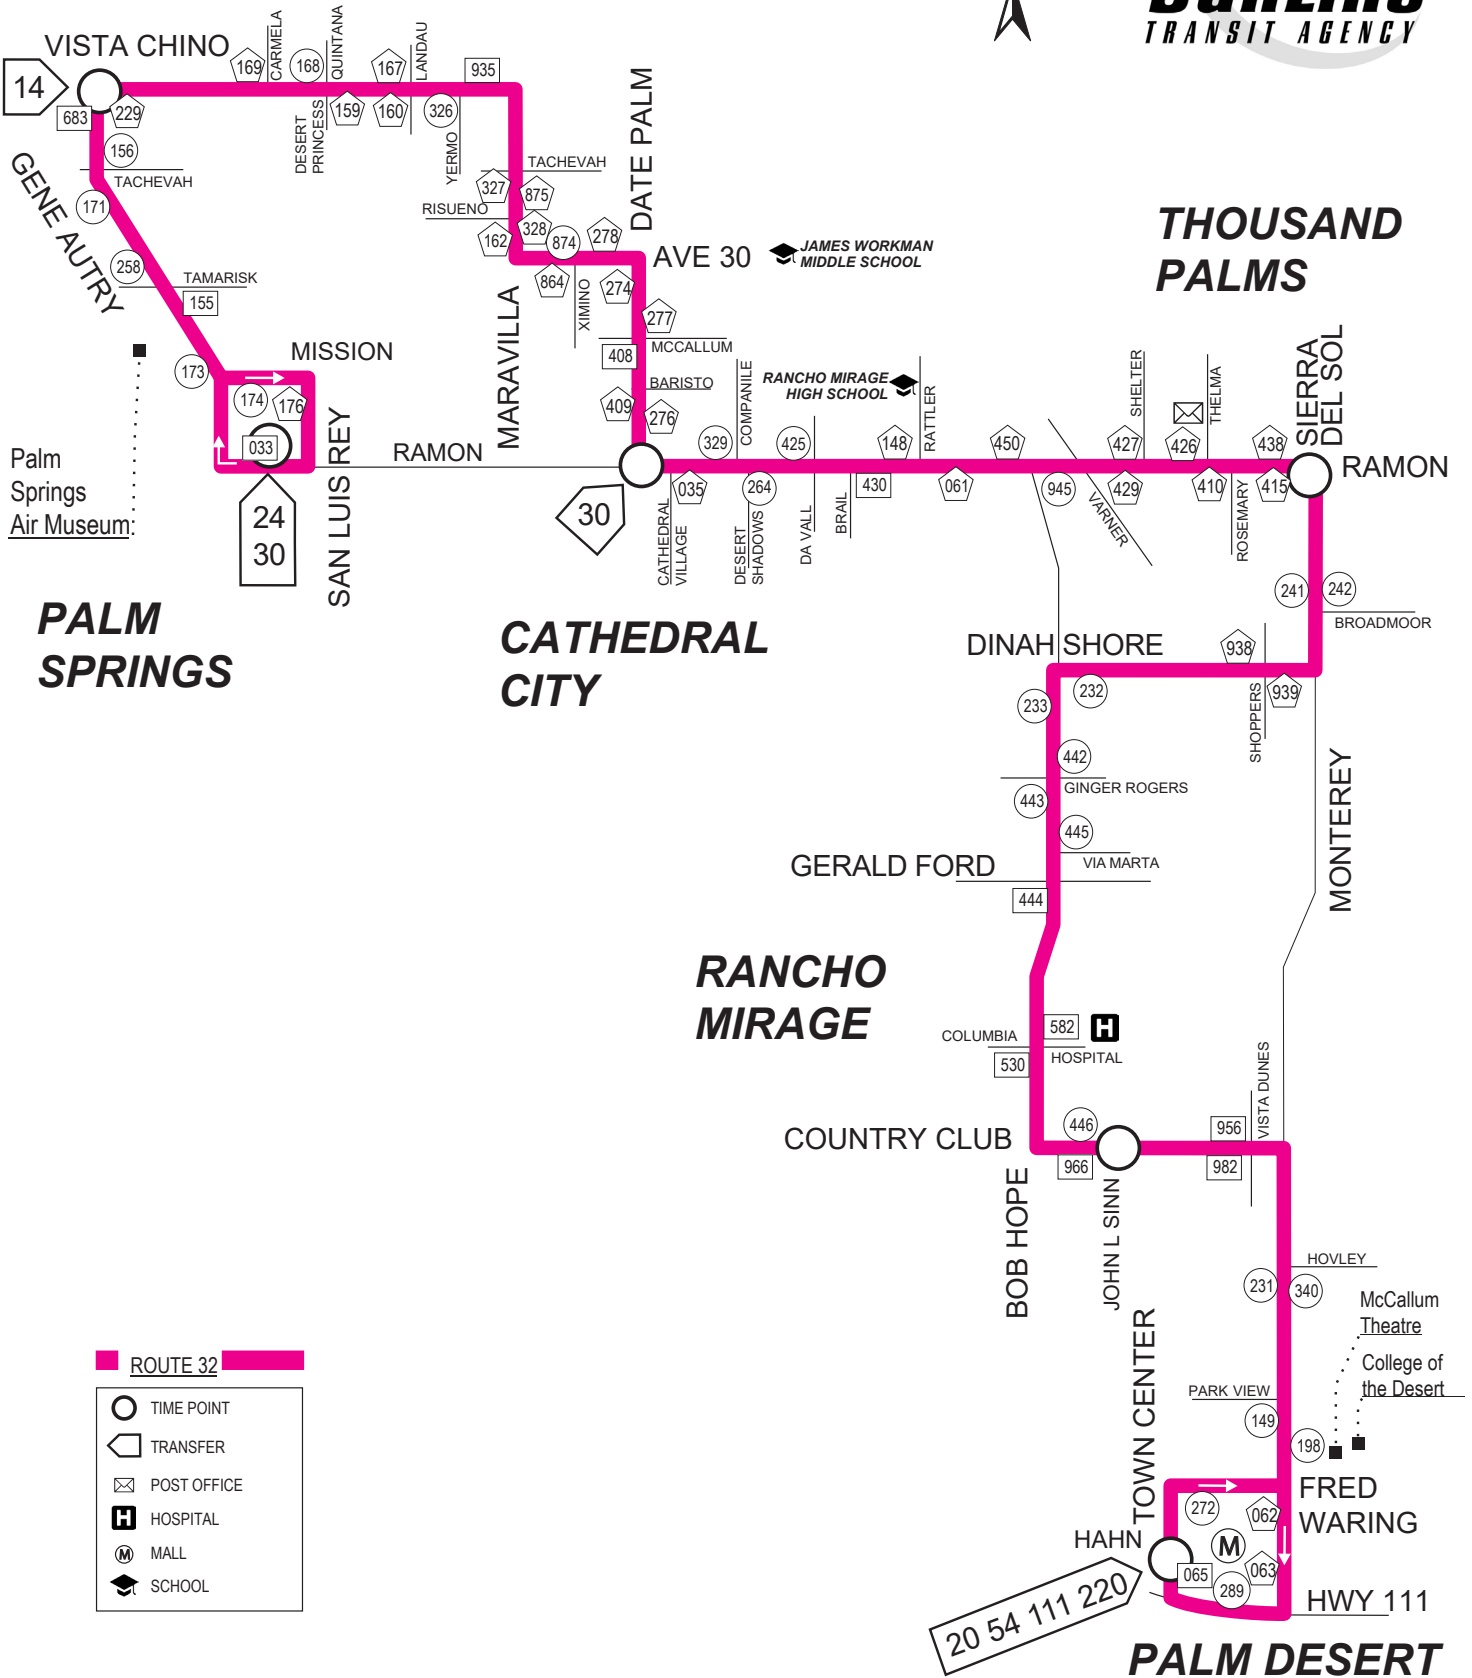 TRANSIT AGENCY
VISTA CHINO
14
683
229
169
CARMELA
168
QUINTANA
167
LANDAU
935
DESERT
PRINCESS
159
160
326
YERMO
156
TACHEVAH
GENE AUTRY
171
258
TAMARISK
155
173
MISSION
174
176
033
24
30
SAN LUIS REY
RAMON
Palm
Springs
Air Museum
PALM
SPRINGS
TACHEVAH
327
875
RISUENO
162
328
874
278
864
XIMINO
MARAVILLA
DATE PALM
AVE 30
JAMES WORKMAN
MIDDLE SCHOOL
274
277
408
MCCALLUM
BARISTO
409
276
30
CATHEDRAL
CITY
THOUSAND
PALMS
RANCHO MIRAGE
HIGH SCHOOL
329
COMPANILE
425
148
RATTLER
450
427
SHELTER
426
THELMA
438
SIERRA
DEL SOL
RAMON
035
CATHEDRAL
VILLAGE
264
DESERT
SHADOWS
DA VALL
BRAIL
430
061
945
VARNER
429
410
ROSEMARY
415
241
242
BROADMOOR
DINAH SHORE
938
SHOPPERS
939
232
233
442
GINGER ROGERS
443
445
VIA MARTA
GERALD FORD
444
MONTEREY
RANCHO
MIRAGE
COLUMBIA
582
H
HOSPITAL
530
COUNTRY CLUB
446
966
956
982
VISTA DUNES
BOB HOPE
JOHN L SINN
HOVLEY
231
340
McCallum
Theatre
College of
the Desert
PARK VIEW
149
198
TOWN CENTER
FRED
WARING
272
062
HAHN
M
065
063
289
HWY 111
20 54 111 220
PALM DESERT
ROUTE 32
TIME POINT
TRANSFER
POST OFFICE
H HOSPITAL
M MALL
SCHOOL